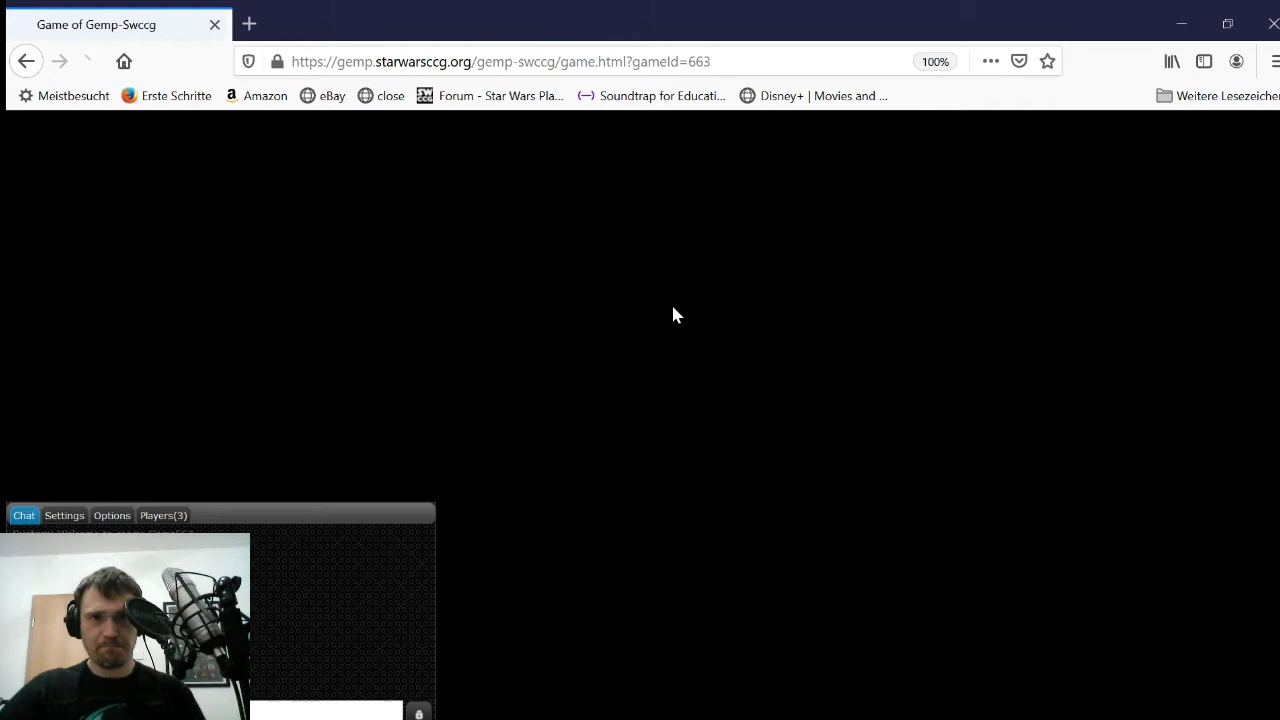 Game of Gemp-Swccg
https://gemp.starwarsccg.org/gemp-swccg/game.html?gameId=663
100%
Meistbesucht
Erste Schritte
Amazon
eBay
close
Forum - Star Wars Pla...
Soundtrap for Educati...
Disney+ | Movies and ...
Weitere Lesezeichen
Chat
Settings
Options
Players(3)